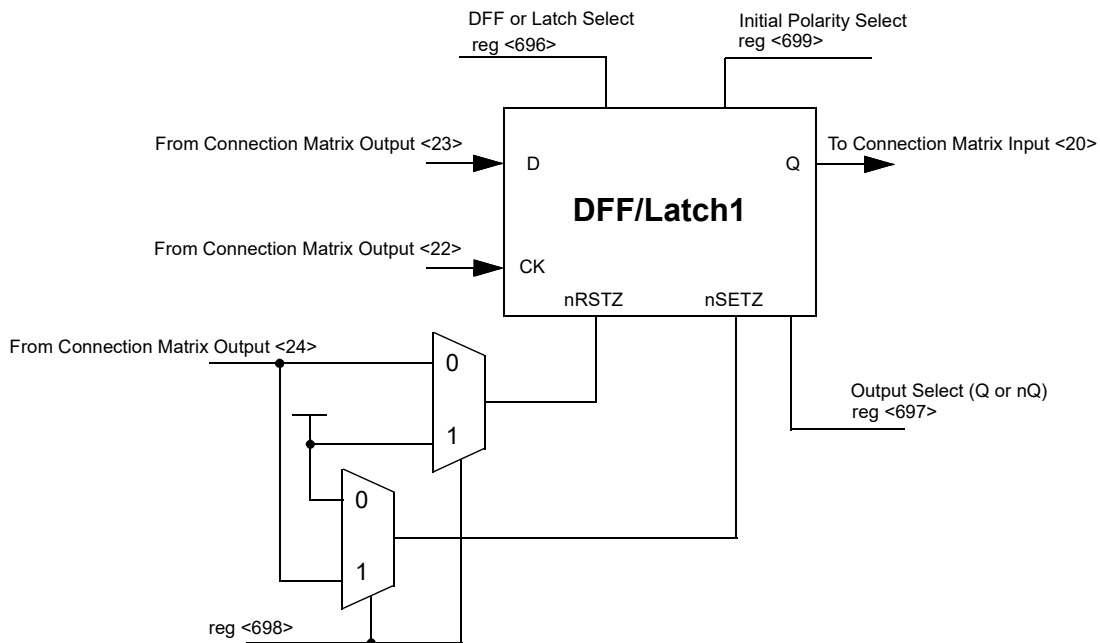 DFF or Latch Select
reg <696>
Initial Polarity Select
reg <699>
From Connection Matrix Output <23>
D
Q
To Connection Matrix Input <20>
DFF/Latch1
From Connection Matrix Output <22>
CK
nRSTZ
nSETZ
From Connection Matrix Output <24>
0
1
Output Select (Q or nQ)
reg <697>
0
1
reg <698>